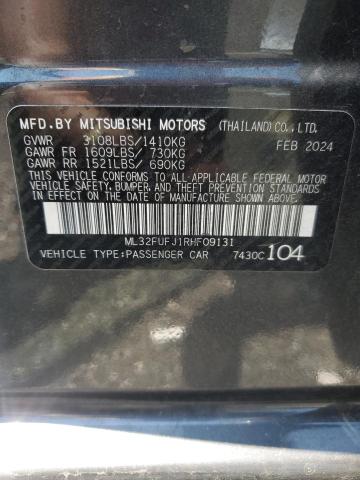 MFD.BY MITSUBISHI MOTORS (THAILAND)CO.,LTD.
GVWR 3108LBS/1410KG FEB 2024
GAWR FR 1609LBS/ 730KG
GAWR RR 1521LBS/ 690KG
THIS VEHICLE CONFORMS TO ALL APPLICABLE
FEDERAL MOTOR VEHICLE SAFETY,BUMPER AND THEFT PREVENTION STANDARDS
IN EFFECT ON THE DATE OF MANUFACTURE SHOWN ABOVE.
ML32FUFJ1RHF09131
VEHICLE TYPE:PASSENGER CAR 7430C 104